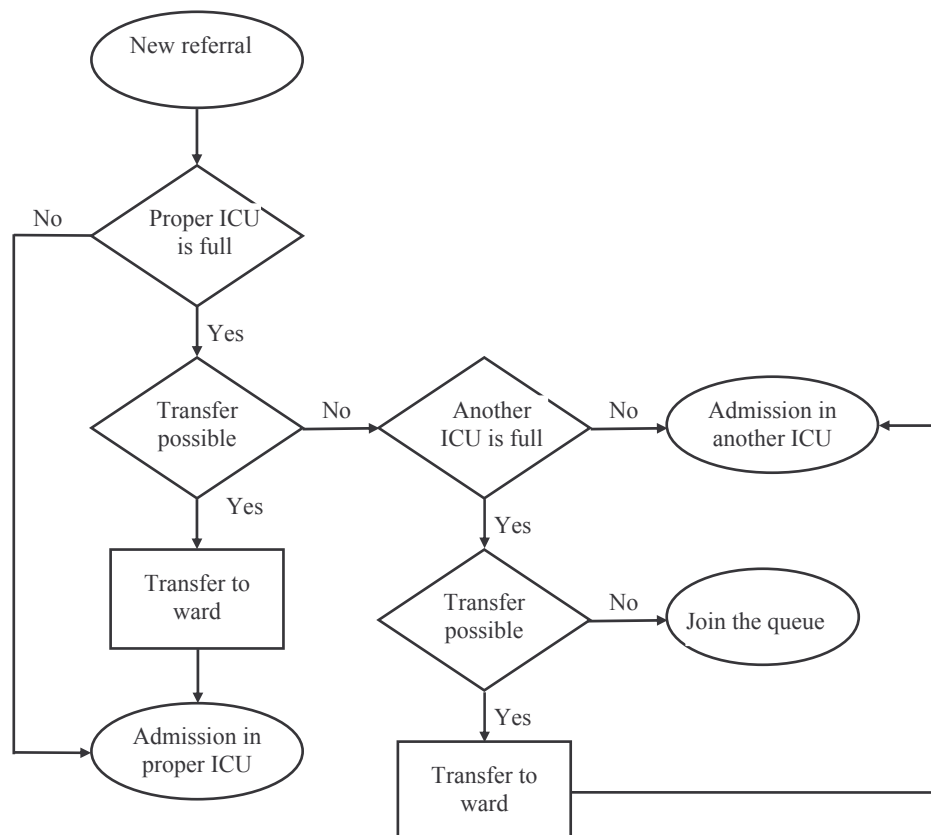 New referral
No
Proper ICU
is full
Yes
Transfer
possible
No
Another
ICU is full
No
Admission in
another ICU
Yes
Yes
Transfer to
ward
Transfer
possible
No
Join the queue
Admission in
proper ICU
Yes
Transfer to
ward